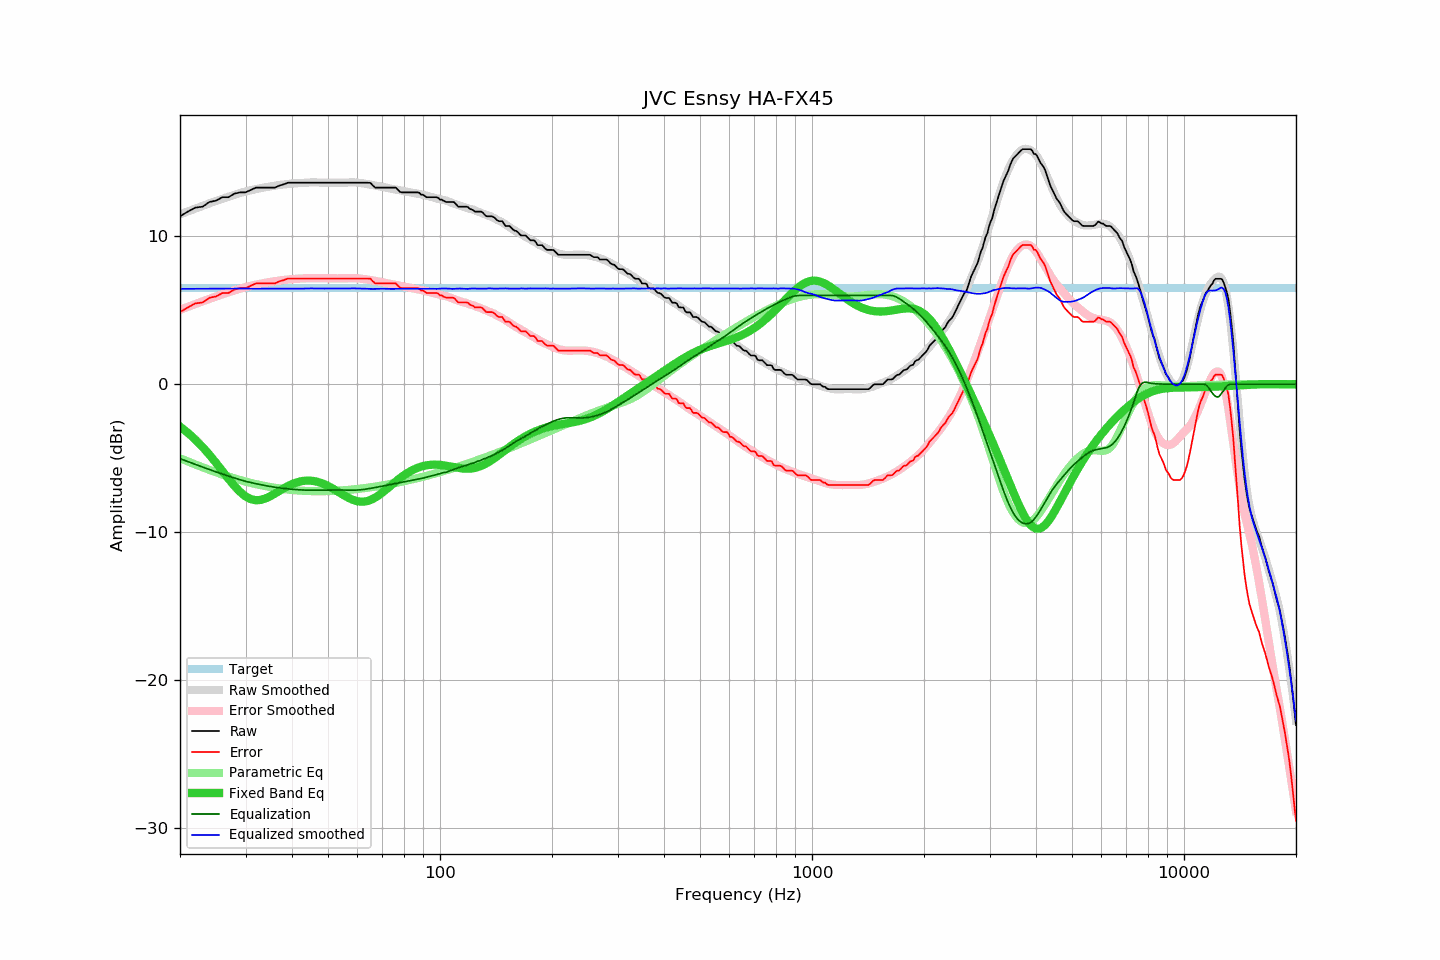 JVC Esnsy HA-FX45
Amplitude (dBr)
10
0
−10
−20
−30
Target
Raw Smoothed
Error Smoothed
Raw
Error
Parametric Eq
Fixed Band Eq
Equalization
Equalized smoothed
100
1000
10000
Frequency (Hz)